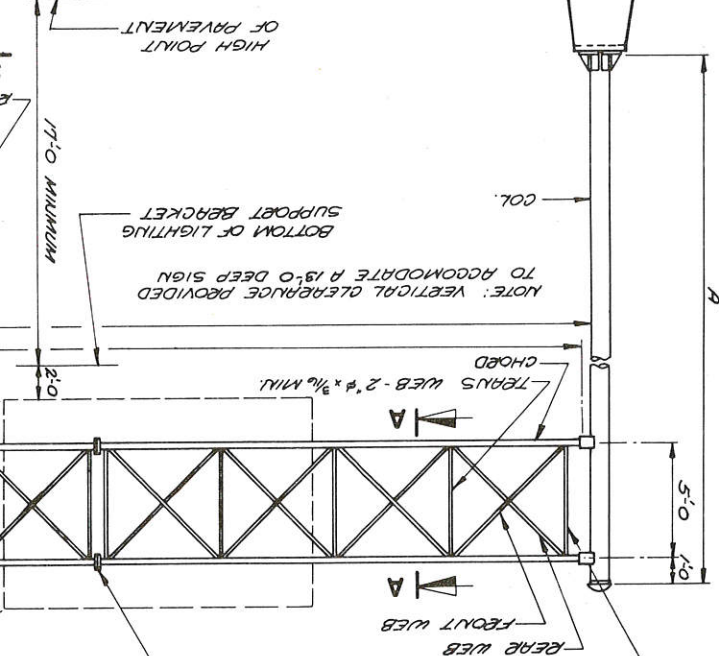 REAR WEB
FRONT WEB
A
1'-0
5'-0
A
TRANS WEB - 2"ø x 3/16 MIN.
CHORD
2'-0
NOTE: VERTICAL CLEARANCE PROVIDED
TO ACCOMODATE A 13'-0 DEEP SIGN
A
BOTTOM OF LIGHTING
SUPPORT BRACKET
COL.
17'-0 MINIMUM
HIGH POINT
OF PAVEMENT